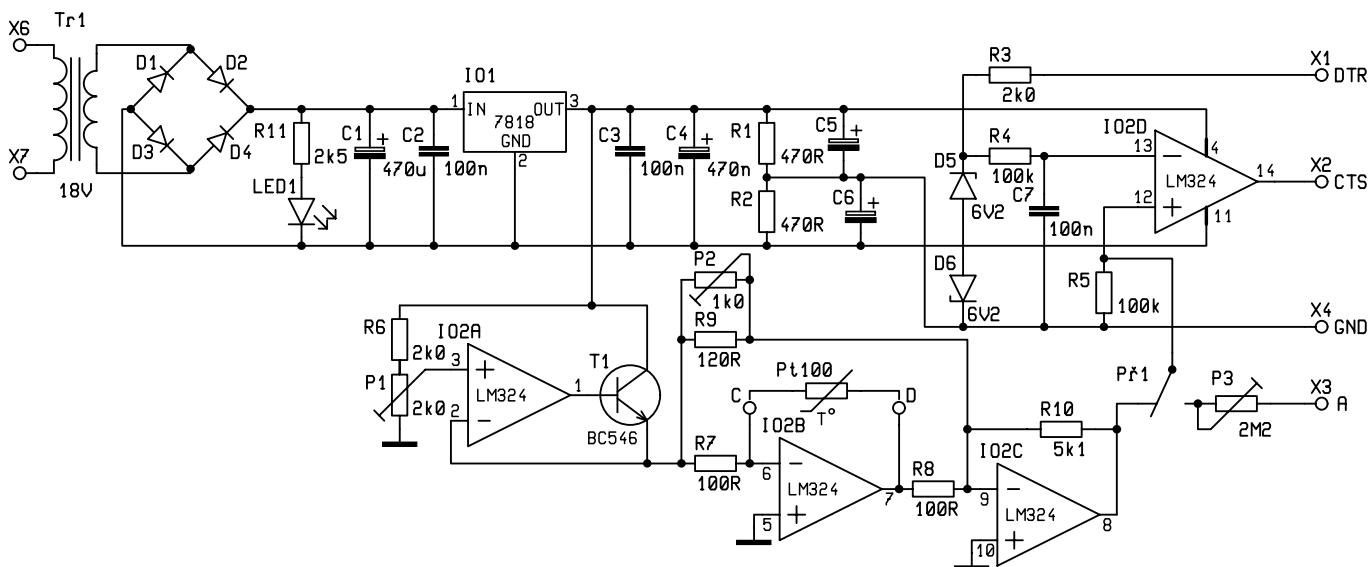 Tr1
X6
X7
18V
D1
D2
D3
D4
R11
2k5
LED1
C1
+
470u
C2
100n
IO1
1
IN
OUT
3
7818
GND
2
C3
100n
C4
+
470n
R1
470R
R2
470R
C5
+
C6
+
R3
2k0
X1
DTR
R4
100k
D5
6V2
D6
6V2
C7
100n
IO2D
13
−
4
LM324
14
12
+
11
X2
CTS
R5
100k
X4
GND
R6
2k0
P1
2k0
IO2A
3
+
LM324
1
2
−
T1
BC546
P2
1k0
R9
120R
Pt100
C
D
T°
R7
100R
IO2B
6
−
LM324
7
5
+
R8
100R
R10
5k1
IO2C
9
−
LM324
8
10
+
Př1
P3
2M2
X3
A